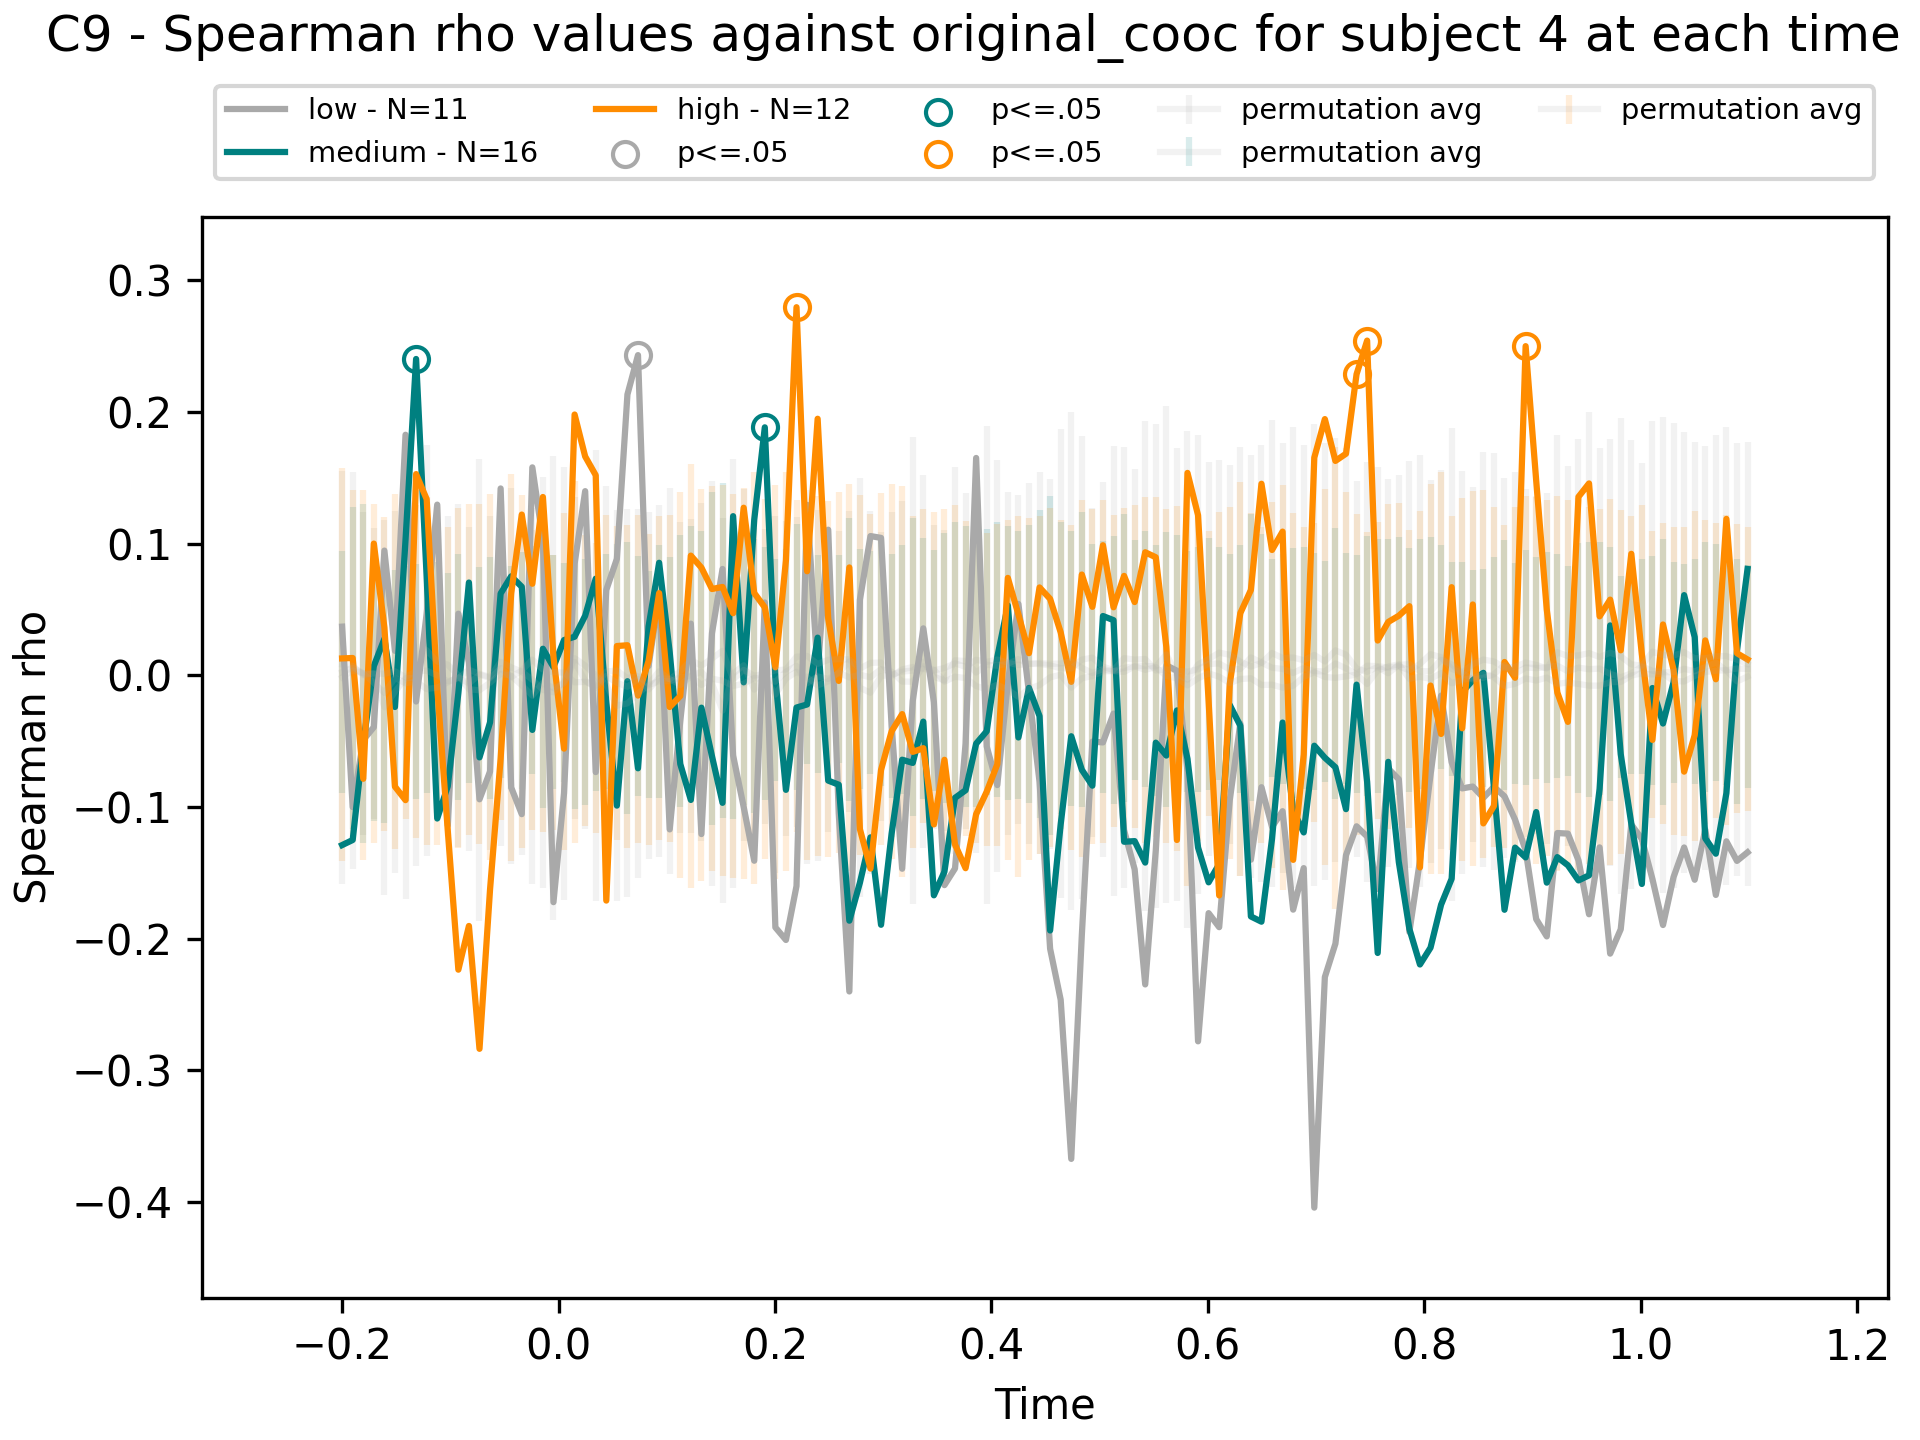 C9 - Spearman rho values against original_cooc for subject 4 at each time
low - N=11
medium - N=16
high - N=12
p<=.05
p<=.05
p<=.05
permutation avg
permutation avg
permutation avg
Spearman rho
0.3
0.2
0.1
0.0
−0.1
−0.2
−0.3
−0.4
−0.2 0.0 0.2 0.4 0.6 0.8 1.0 1.2
Time